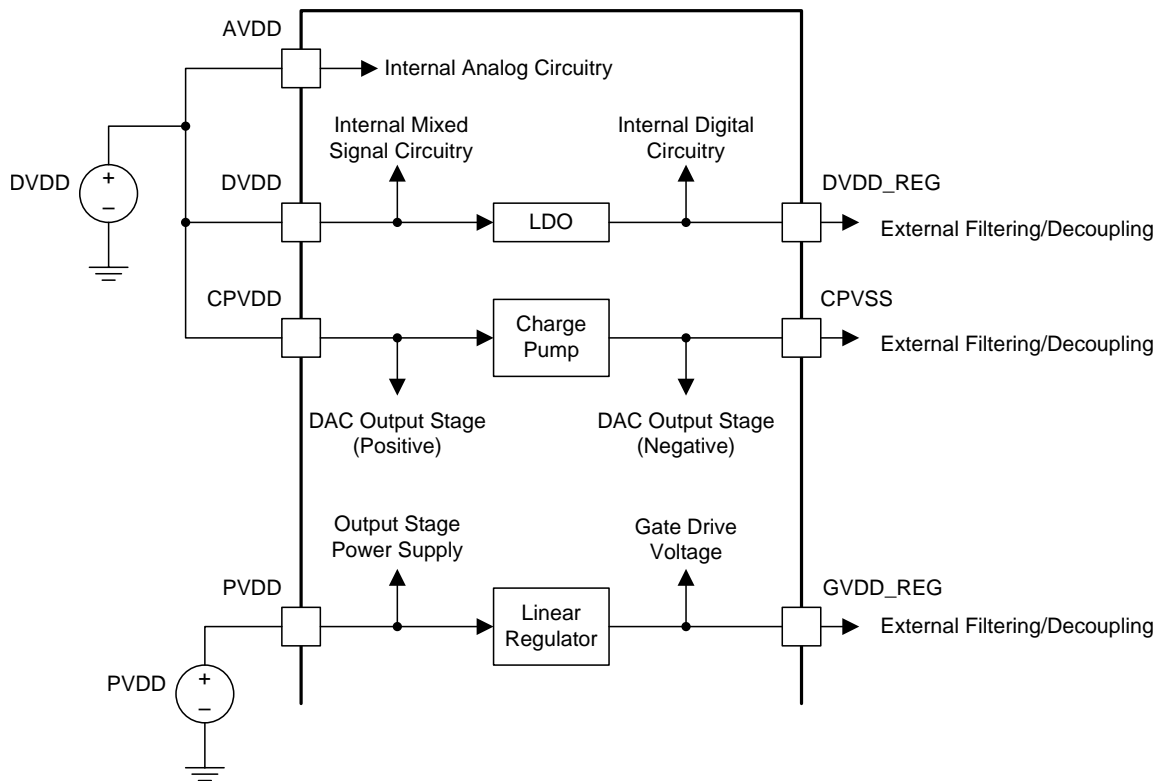 AVDD
Internal Analog Circuitry
Internal Mixed
Signal Circuitry
Internal Digital
Circuitry
DVDD
+
−
DVDD
LDO
DVDD_REG
External Filtering/Decoupling
CPVDD
Charge
Pump
CPVSS
External Filtering/Decoupling
DAC Output Stage
(Positive)
DAC Output Stage
(Negative)
Output Stage
Power Supply
Gate Drive
Voltage
PVDD
Linear
Regulator
GVDD_REG
External Filtering/Decoupling
PVDD
+
−